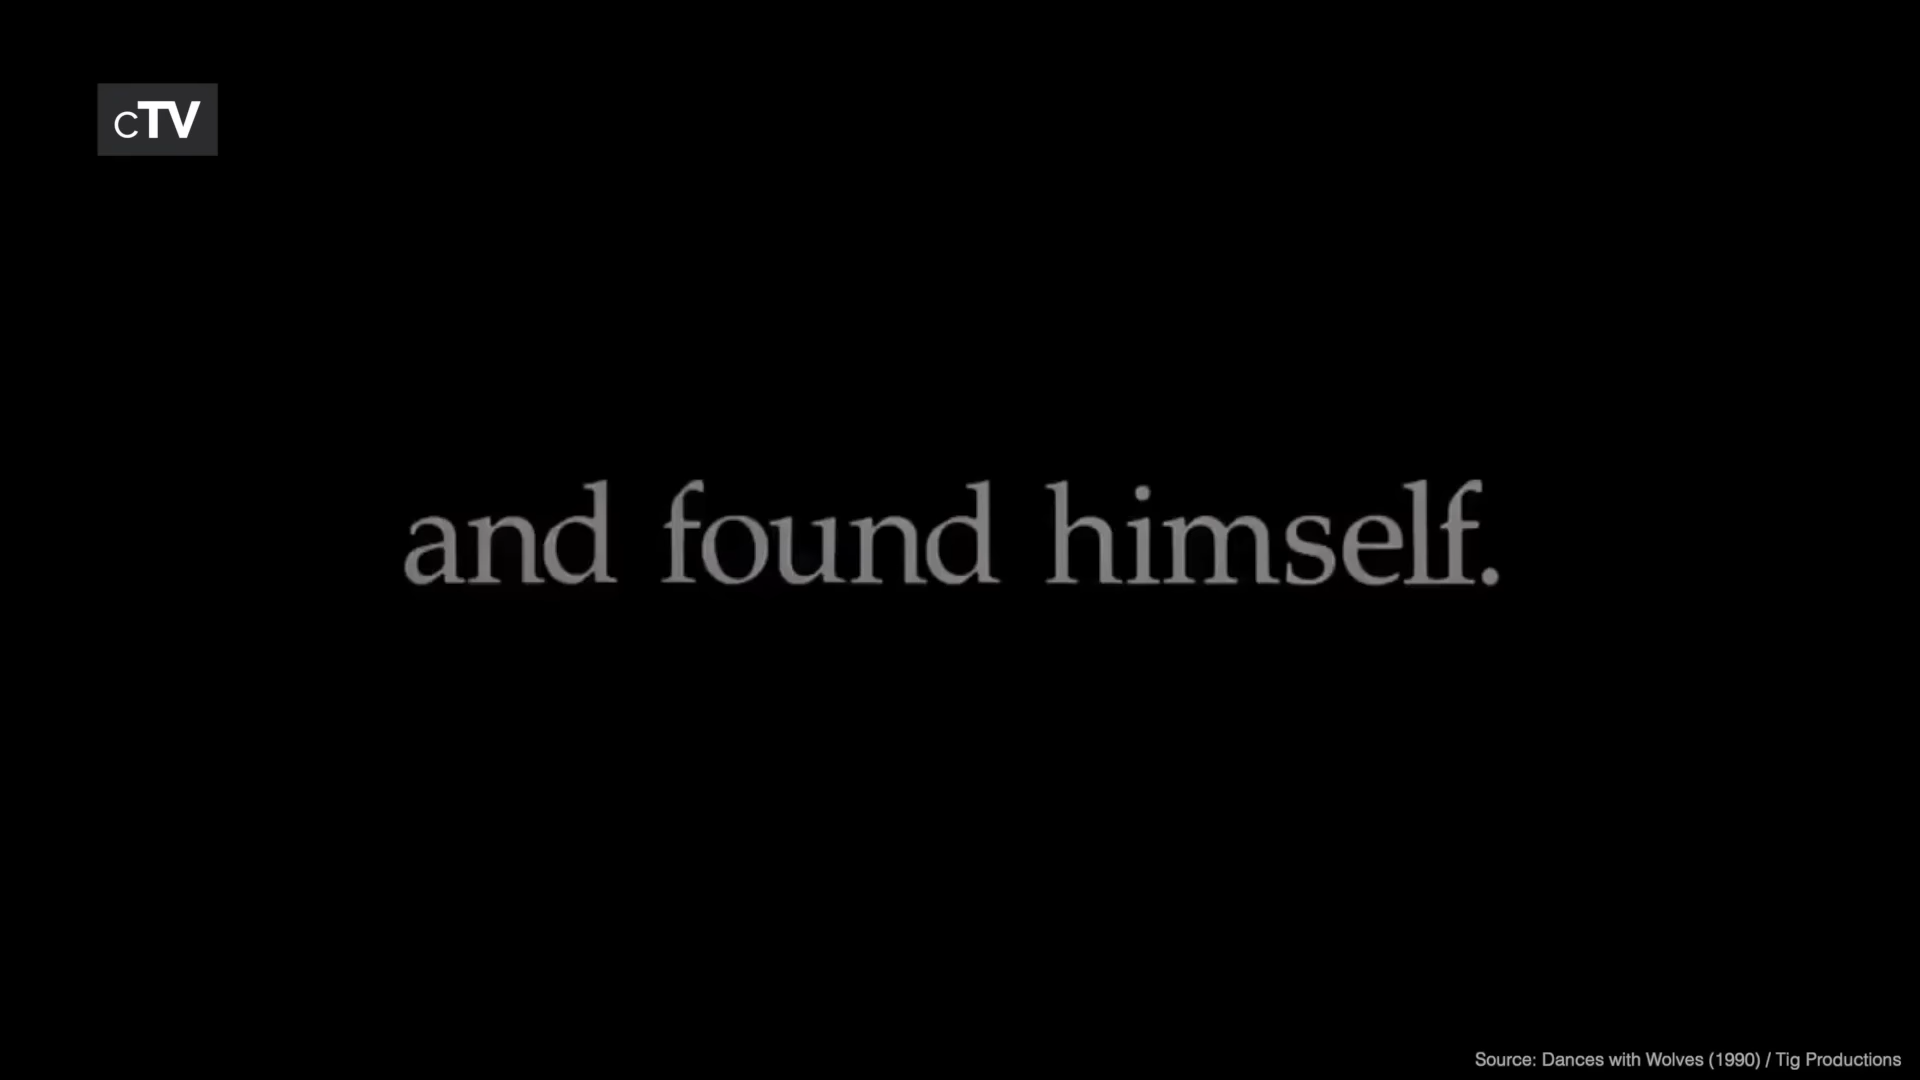 cTV
and found himself.
Source: Dances with Wolves (1990) / Tig Productions